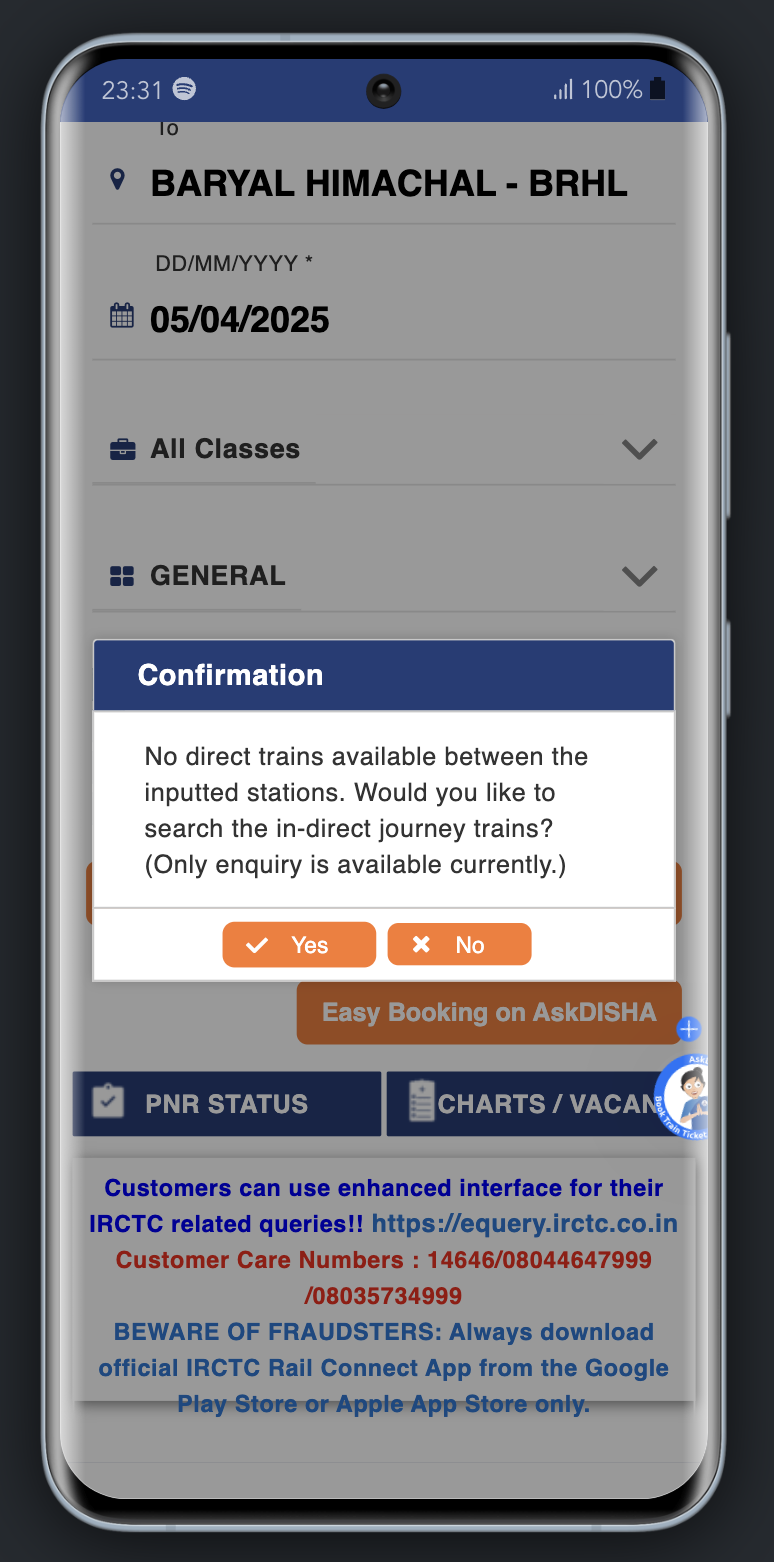 23:31
100%
To
BARYAL HIMACHAL - BRHL
DD/MM/YYYY *
05/04/2025
All Classes
GENERAL
Confirmation
No direct trains available between the
inputted stations. Would you like to
search the in-direct journey trains?
(Only enquiry is available currently.)
Yes
No
Easy Booking on AskDISHA
PNR STATUS
CHARTS / VACAN
Ask
Book Train Ticket
Customers can use enhanced interface for their
IRCTC related queries!! https://equery.irctc.co.in
Customer Care Numbers : 14646/08044647999
/08035734999
BEWARE OF FRAUDSTERS: Always download
official IRCTC Rail Connect App from the Google
Play Store or Apple App Store only.